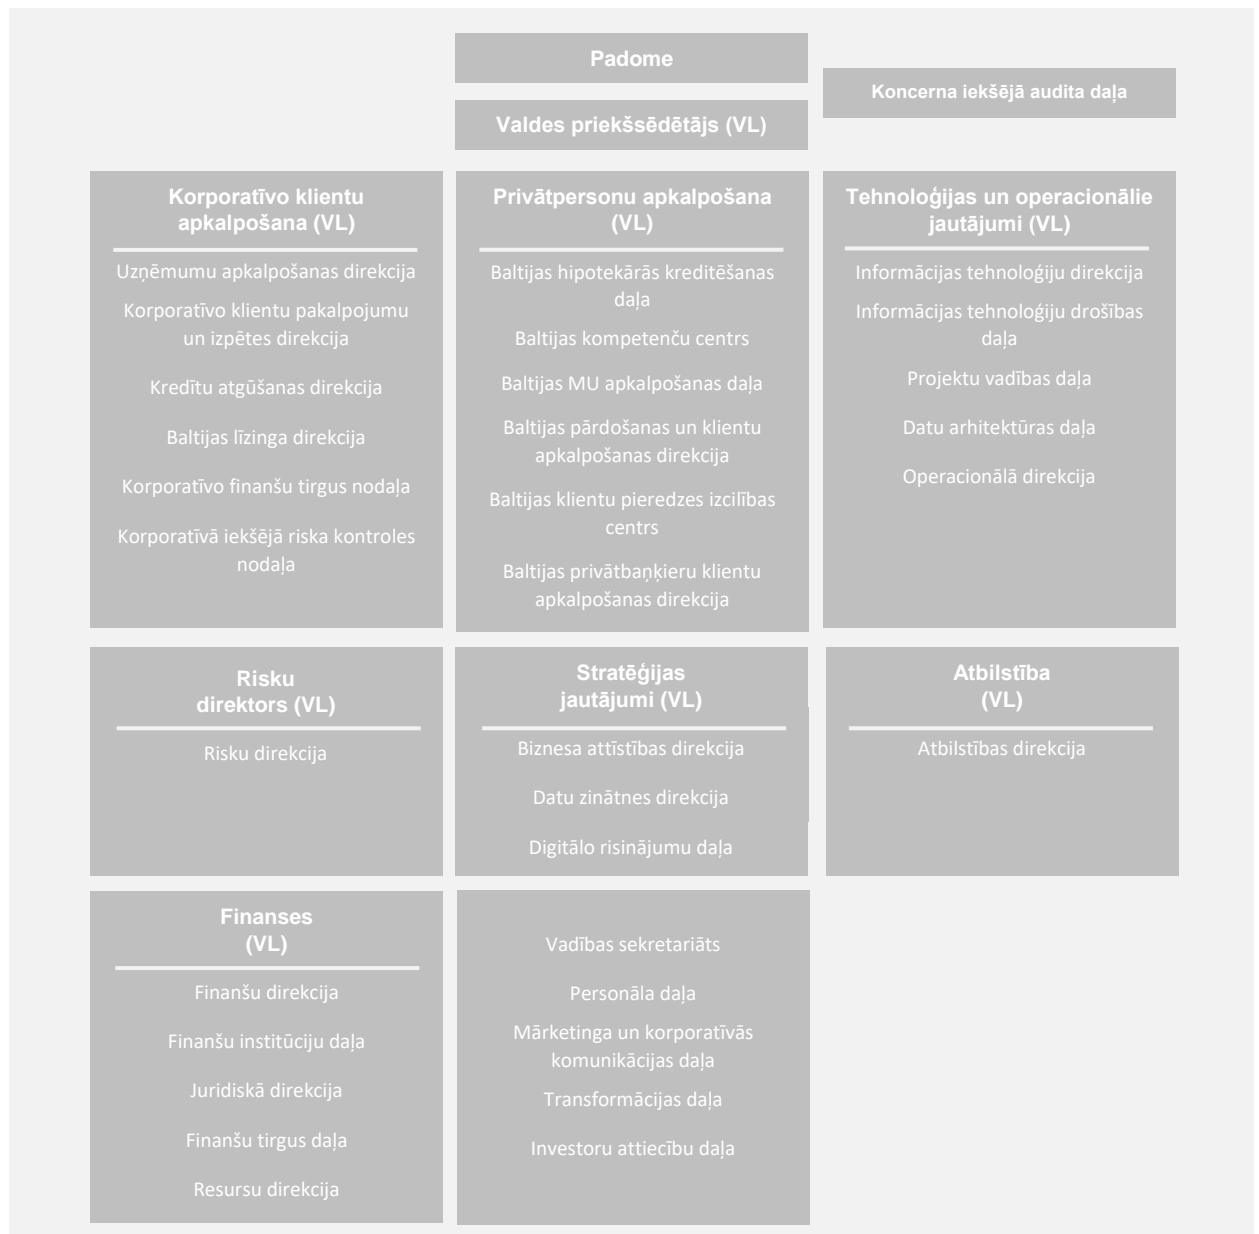 Padome
Koncerna iekšējā audita daļa
Valdes priekšsēdētājs (VL)
Korporatīvo klientu
apkalpošana (VL)
Uzņēmumu apkalpošanas direkcija
Korporatīvo klientu pakalpojumu
un izpētes direkcija
Kredītu atgūšanas direkcija
Baltijas līzinga direkcija
Korporatīvo finanšu tirgus nodaļa
Korporatīvā iekšējā riska kontroles
nodaļa
Privātpersonu apkalpošana
(VL)
Baltijas hipotekārās kreditēšanas
daļa
Baltijas kompetenču centrs
Baltijas MU apkalpošanas daļa
Baltijas pārdošanas un klientu
apkalpošanas direkcija
Baltijas klientu pieredzes izcilības
centrs
Baltijas privātbaņķieru klientu
apkalpošanas direkcija
Tehnoloģijas un operacionālie
jautājumi (VL)
Informācijas tehnoloģiju direkcija
Informācijas tehnoloģiju drošības
daļa
Projektu vadības daļa
Datu arhitektūras daļa
Operacionālā direkcija
Risku
direktors (VL)
Risku direkcija
Stratēģijas
jautājumi (VL)
Biznesa attīstības direkcija
Datu zinātnes direkcija
Digitālo risinājumu daļa
Atbilstība
(VL)
Atbilstības direkcija
Finanses
(VL)
Finanšu direkcija
Finanšu institūciju daļa
Juridiskā direkcija
Finanšu tirgus daļa
Resursu direkcija
Vadības sekretariāts
Personāla daļa
Mārketinga un korporatīvās
komunikācijas daļa
Transformācijas daļa
Investoru attiecību daļa